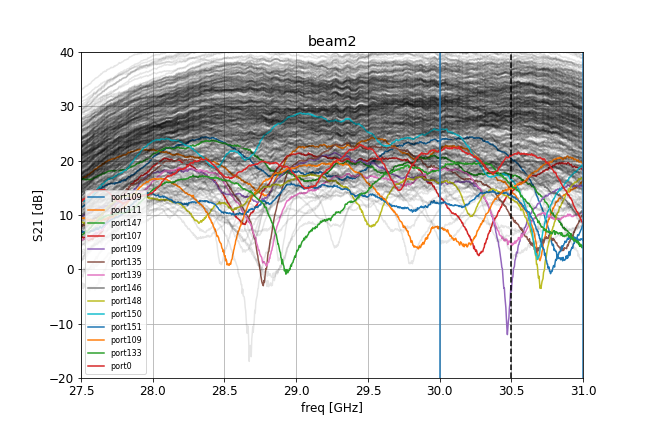 beam2
S21 [dB]
40
30
20
10
0
−10
−20
port109
port111
port147
port107
port109
port135
port139
port146
port148
port150
port151
port109
port133
port0
27.5 28.0 28.5 29.0 29.5 30.0 30.5 31.0
freq [GHz]